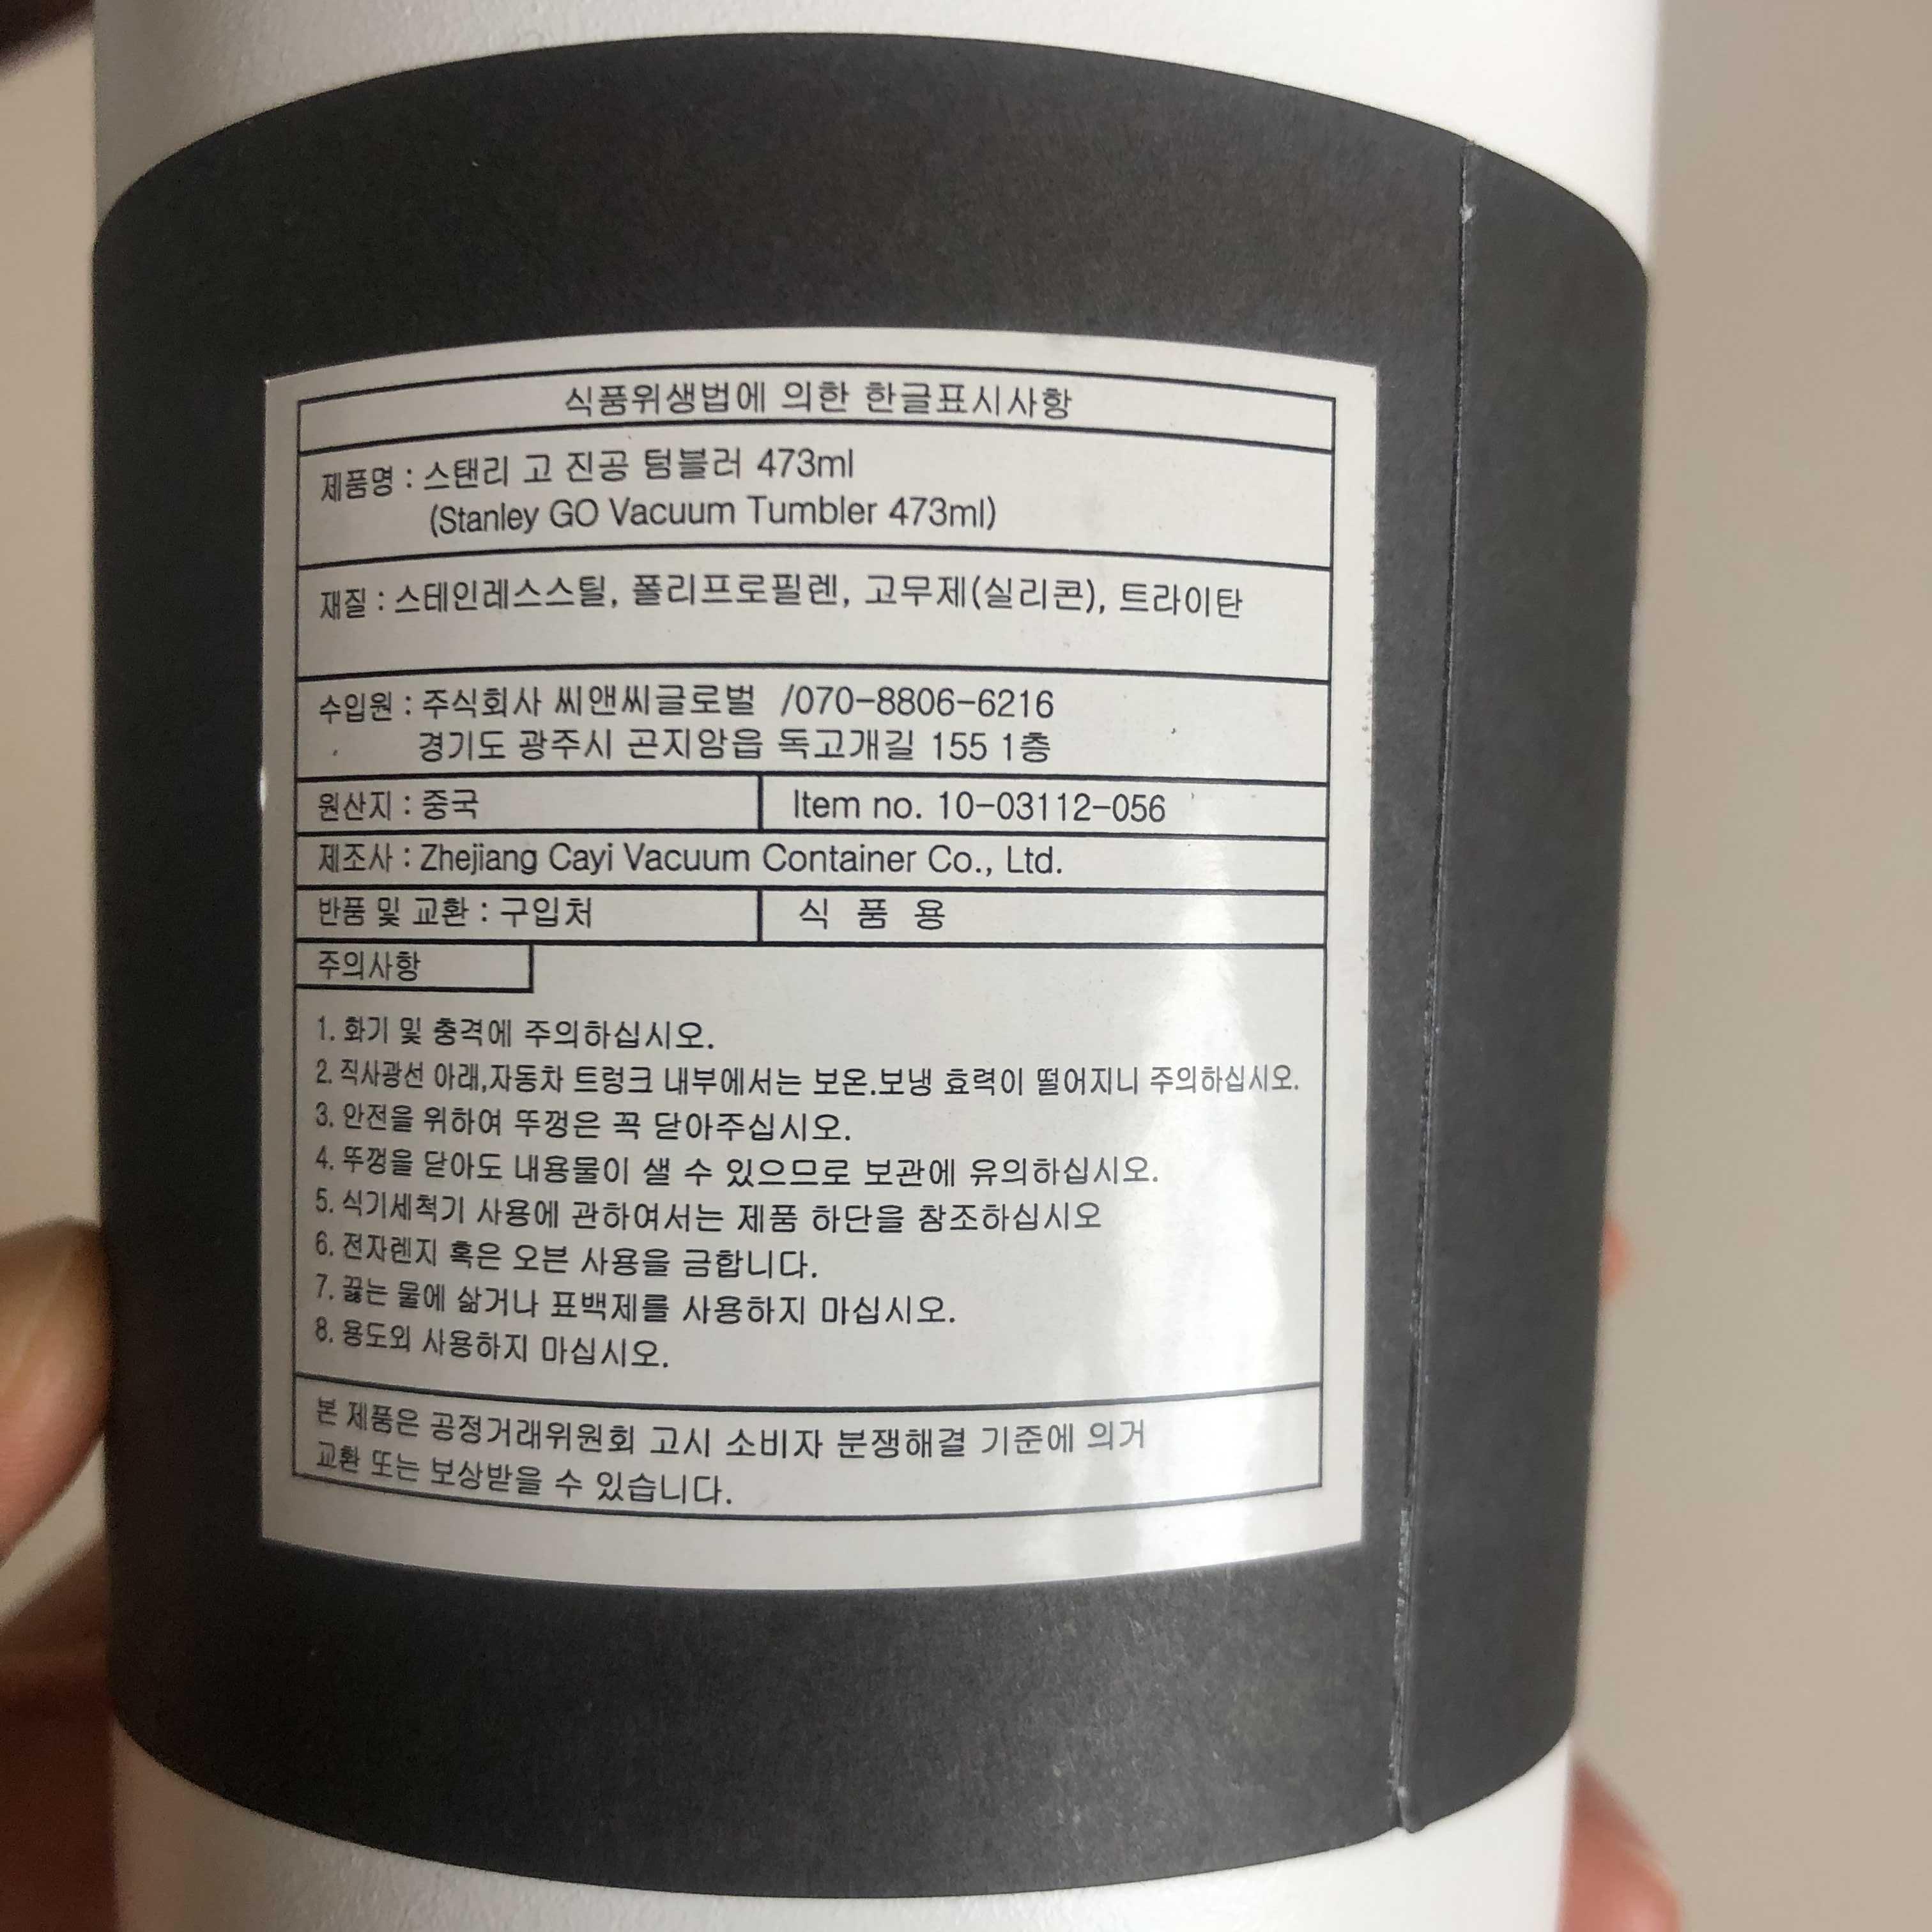 식품위생법에 의한 한글표시사항
제품명 : 스탠리 고 진공 텀블러 473ml
(Stanley GO Vacuum Tumbler 473ml)
재질 : 스테인레스스틸, 폴리프로필렌, 고무제(실리콘), 트라이탄
수입원 : 주식회사 씨앤씨글로벌 /070-8806-6216
경기도 광주시 곤지암읍 독고개길 155 1층
원산지 : 중국 Item no. 10-03112-056
제조사 : Zhejiang Cayi Vacuum Container Co., Ltd.
반품 및 교환 : 구입처 식 품 용
주의사항
1. 화기 및 충격에 주의하십시오.
2. 직사광선 아래,자동차 트렁크 내부에서는 보온.보냉 효력이 떨어지니 주의하십시오.
3. 안전을 위하여 뚜껑은 꼭 닫아주십시오.
4. 뚜껑을 닫아도 내용물이 샐 수 있으므로 보관에 유의하십시오.
5. 식기세척기 사용에 관하여서는 제품 하단을 참조하십시오
6. 전자렌지 혹은 오븐 사용을 금합니다.
7. 끓는 물에 삶거나 표백제를 사용하지 마십시오.
8. 용도외 사용하지 마십시오.
본 제품은 공정거래위원회 고시 소비자 분쟁해결 기준에 의거
교환 또는 보상받을 수 있습니다.